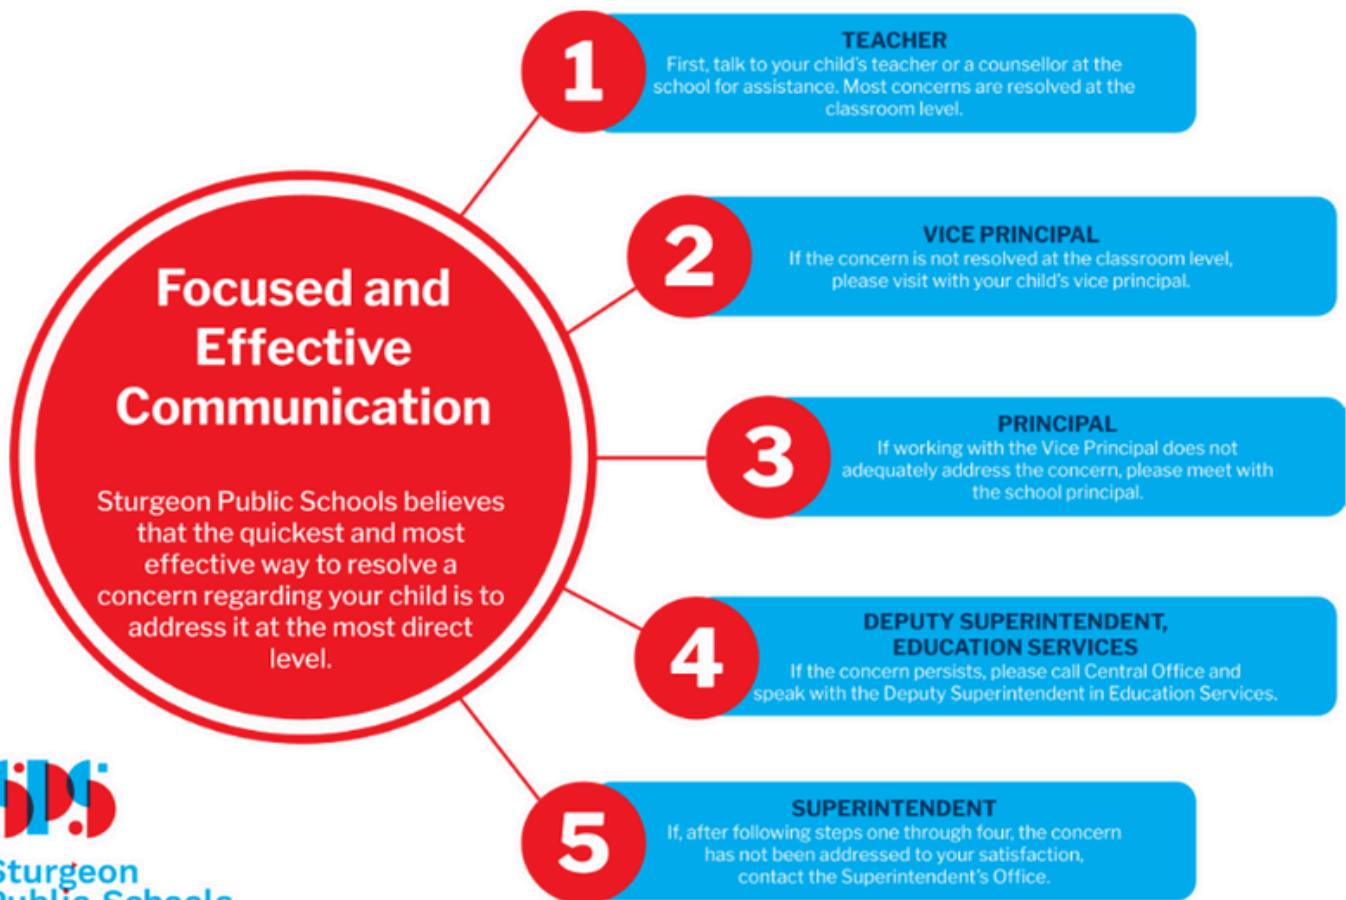 1
TEACHER
First, talk to your child's teacher or a counsellor at the
school for assistance. Most concerns are resolved at the
classroom level.
2
VICE PRINCIPAL
If the concern is not resolved at the classroom level,
please visit with your child's vice principal.
Focused and
Effective
Communication
Sturgeon Public Schools believes
that the quickest and most
effective way to resolve a
concern regarding your child is to
address it at the most direct
level.
3
PRINCIPAL
If working with the Vice Principal does not
adequately address the concern, please meet with
the school principal.
4
DEPUTY SUPERINTENDENT,
EDUCATION SERVICES
If the concern persists, please call Central Office and
speak with the Deputy Superintendent in Education Services.
5
SUPERINTENDENT
If, after following steps one through four, the concern
has not been addressed to your satisfaction,
contact the Superintendent's Office.
SPS
Sturgeon
Public Schools